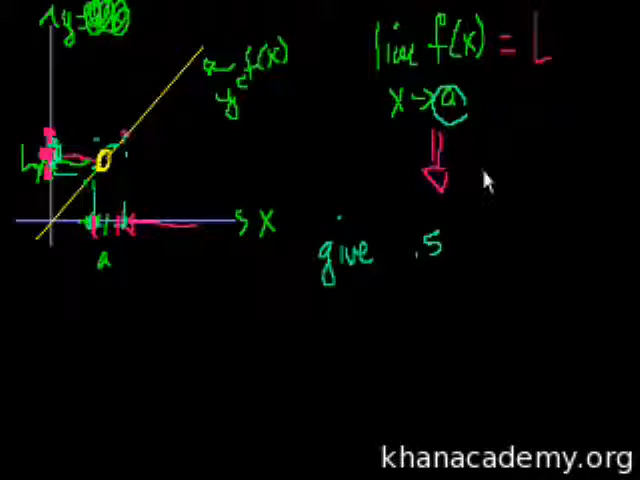 y=
y=f(x)
lim f(x) = L
x→a
L
x
a
give .5
khanacademy.org